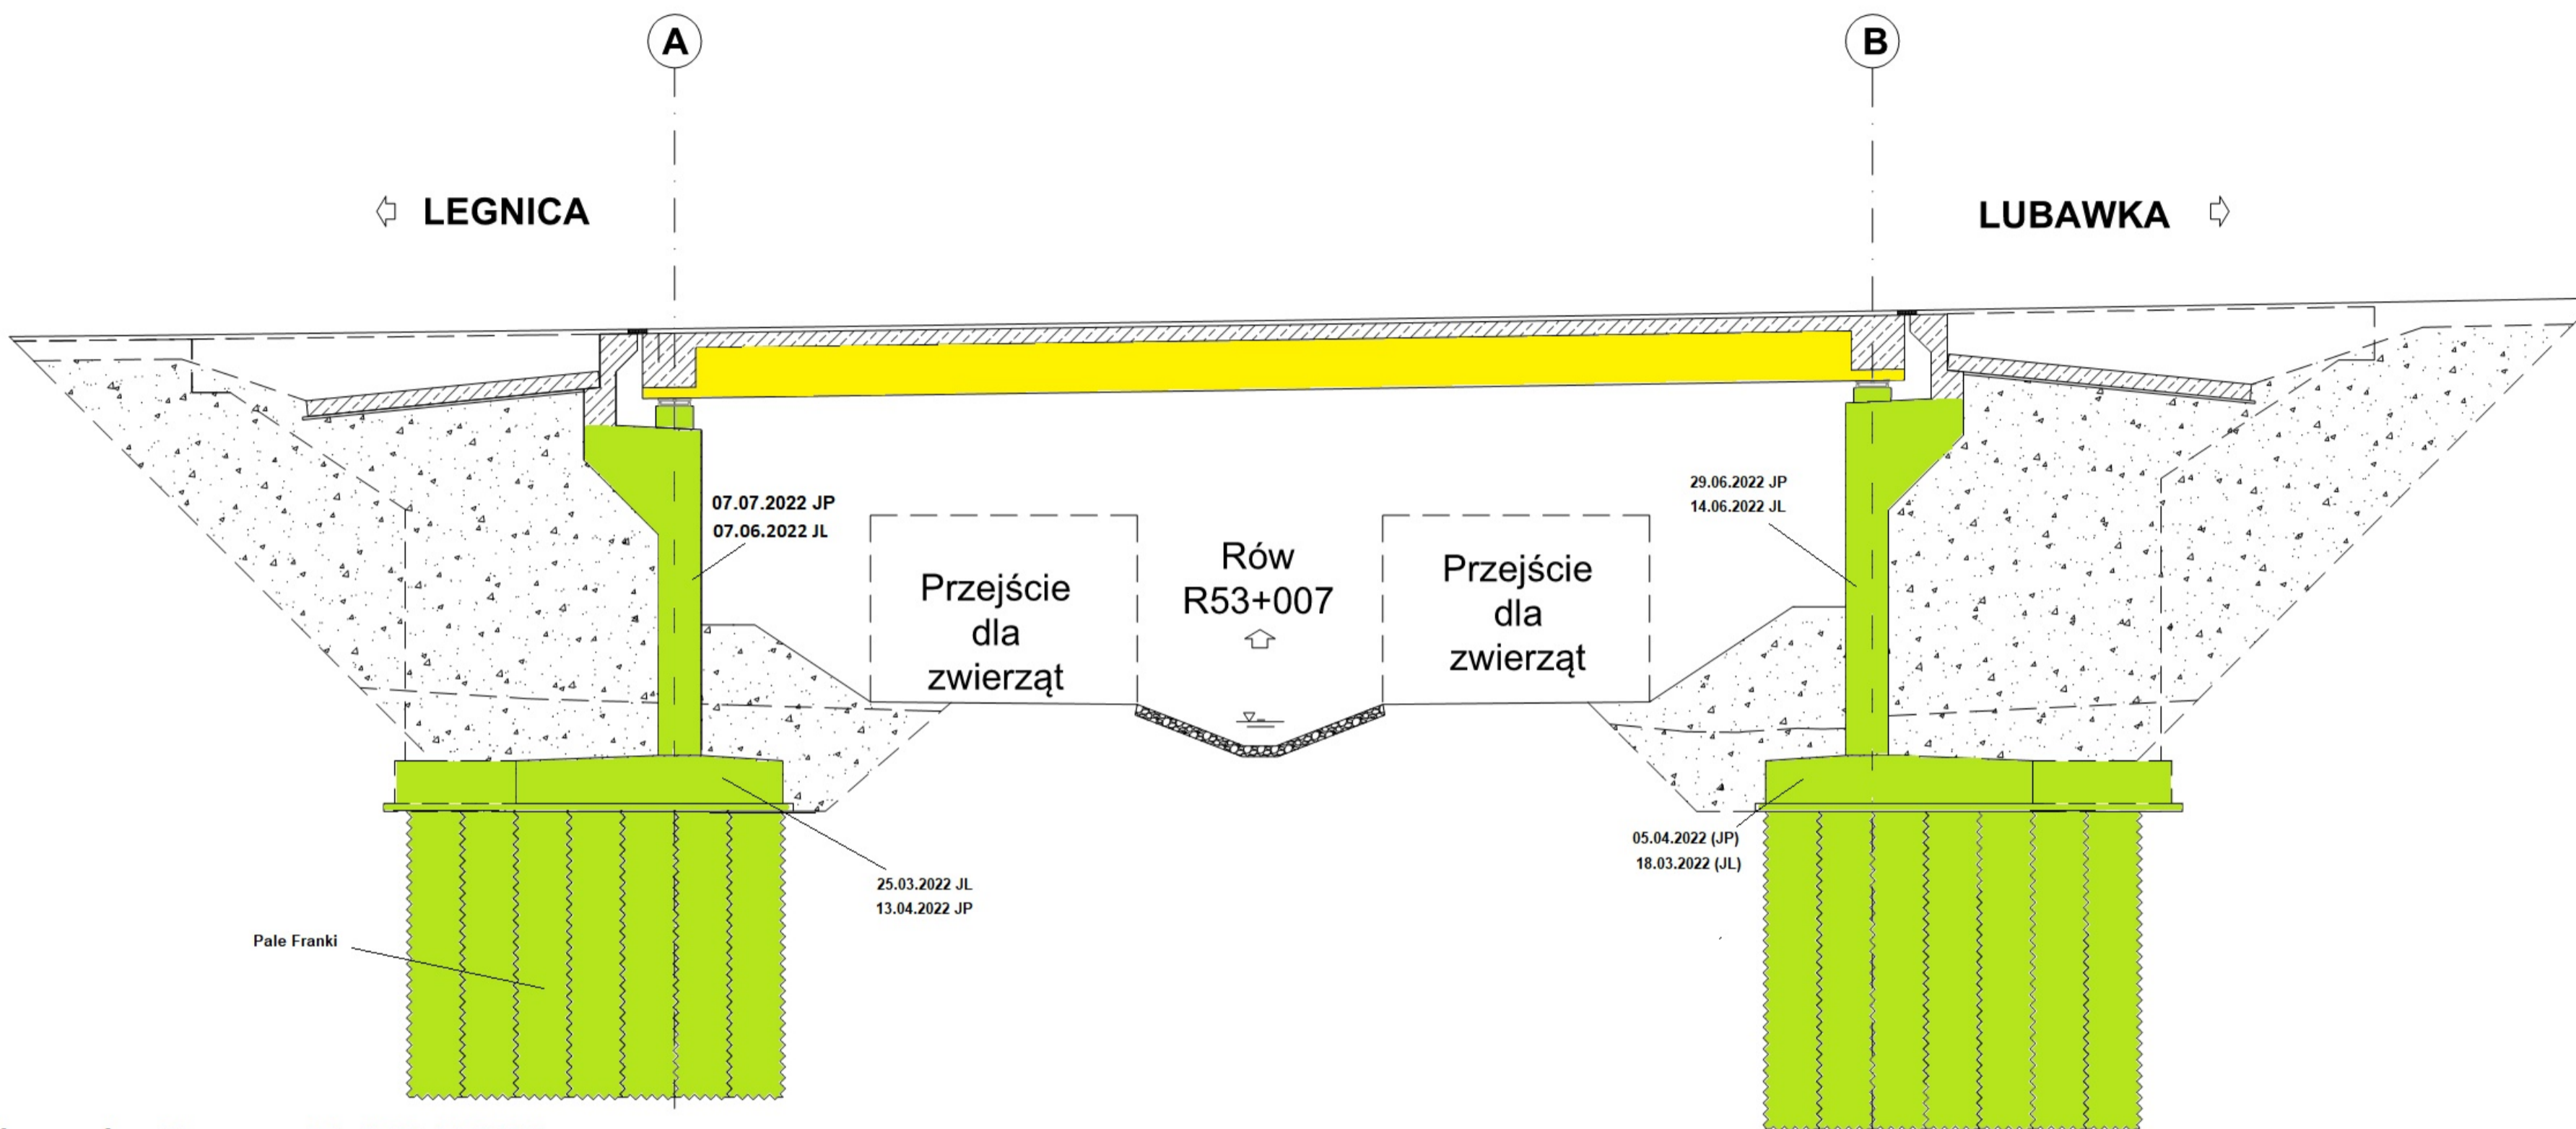 A
B
LEGNICA
LUBAWKA
07.07.2022 JP
07.06.2022 JL
29.06.2022 JP
14.06.2022 JL
Przejście
dla
zwierząt
Rów
R53+007
Przejście
dla
zwierząt
25.03.2022 JL
13.04.2022 JP
05.04.2022 (JP)
18.03.2022 (JL)
Pale Franki